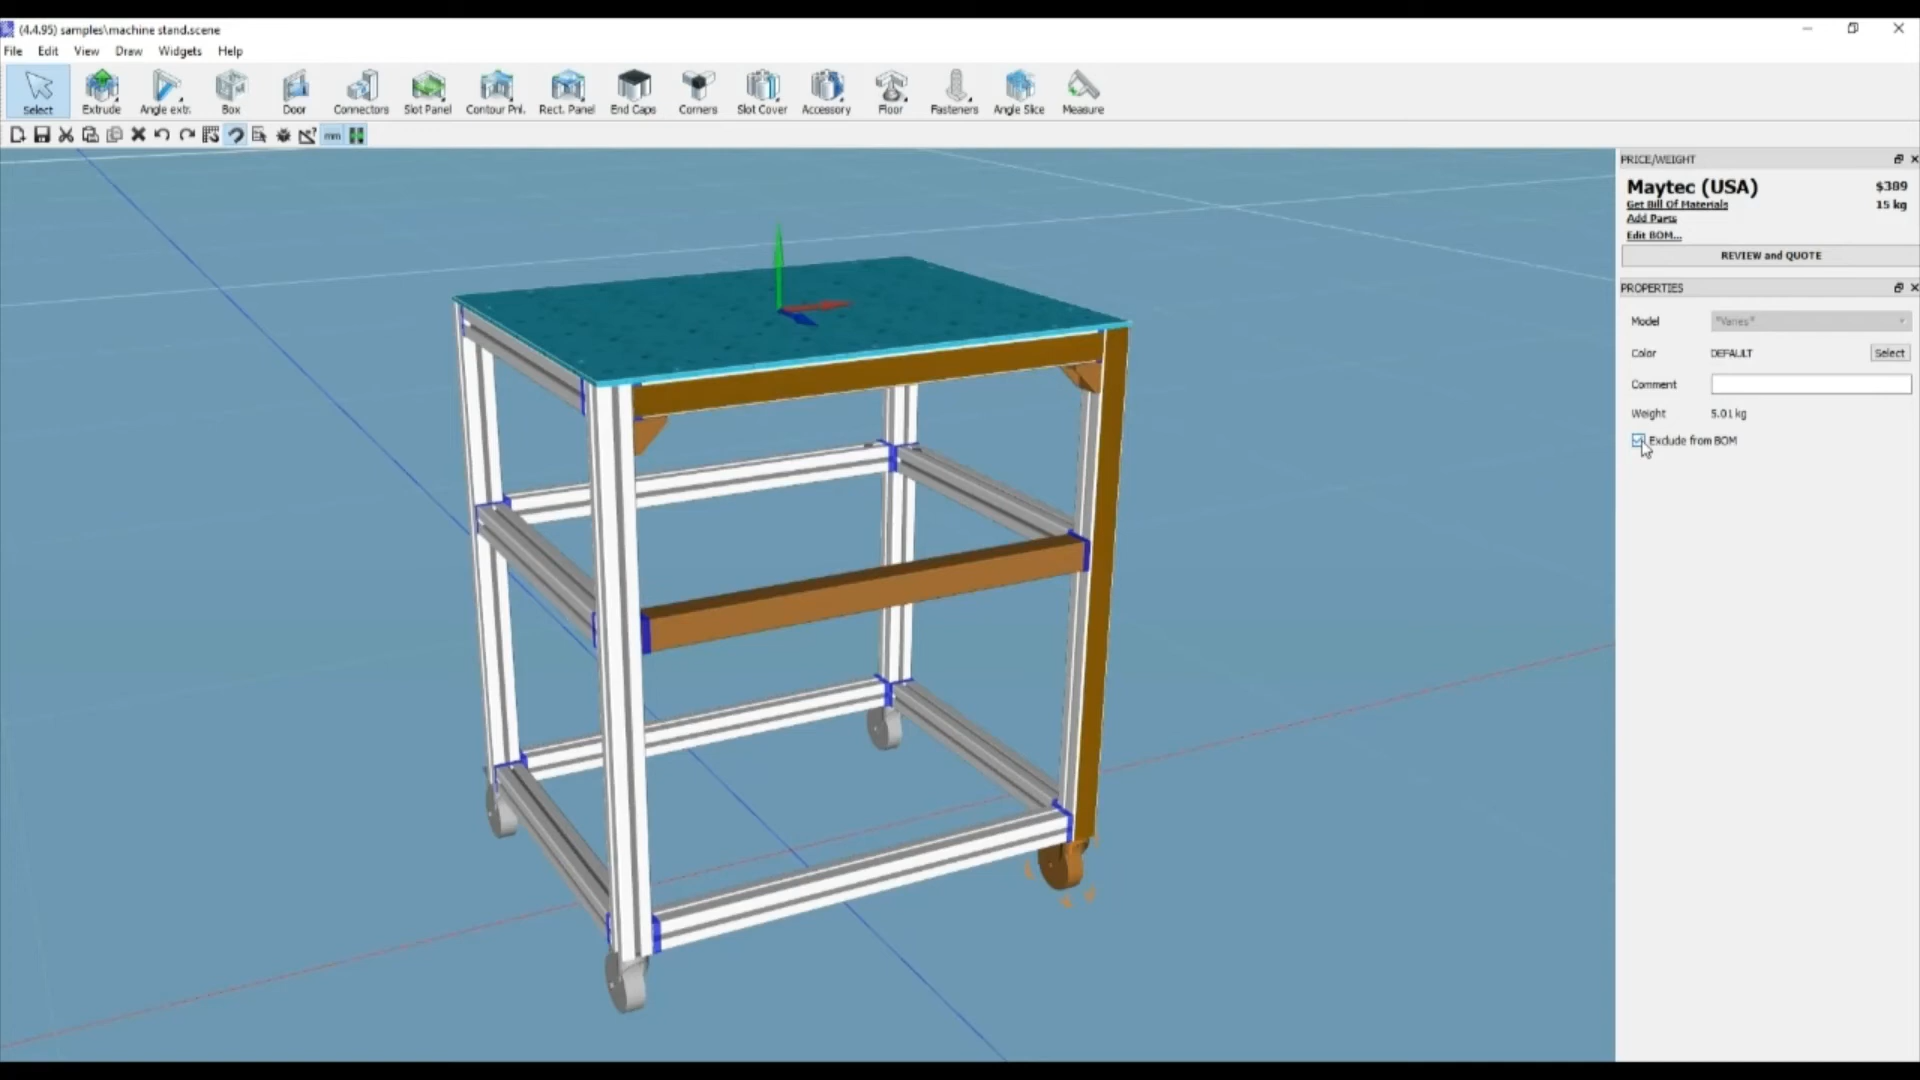 (4.4.95) samples\machine stand.scene
File Edit View Draw Widgets Help
Select Extrude Angle extr. Box Door Connectors Slot Panel Contour Pnl. Rect. Panel End Caps Corners Slot Cover Accessory Floor Fasteners Angle Slice Measure
mm
PRICE/WEIGHT
Maytec (USA) $389
Get Bill Of Materials 15 kg
Add Parts
Edit BOM...
REVIEW and QUOTE
PROPERTIES
Model *Varies*
Color DEFAULT Select
Comment
Weight 5.01 kg
Exclude from BOM